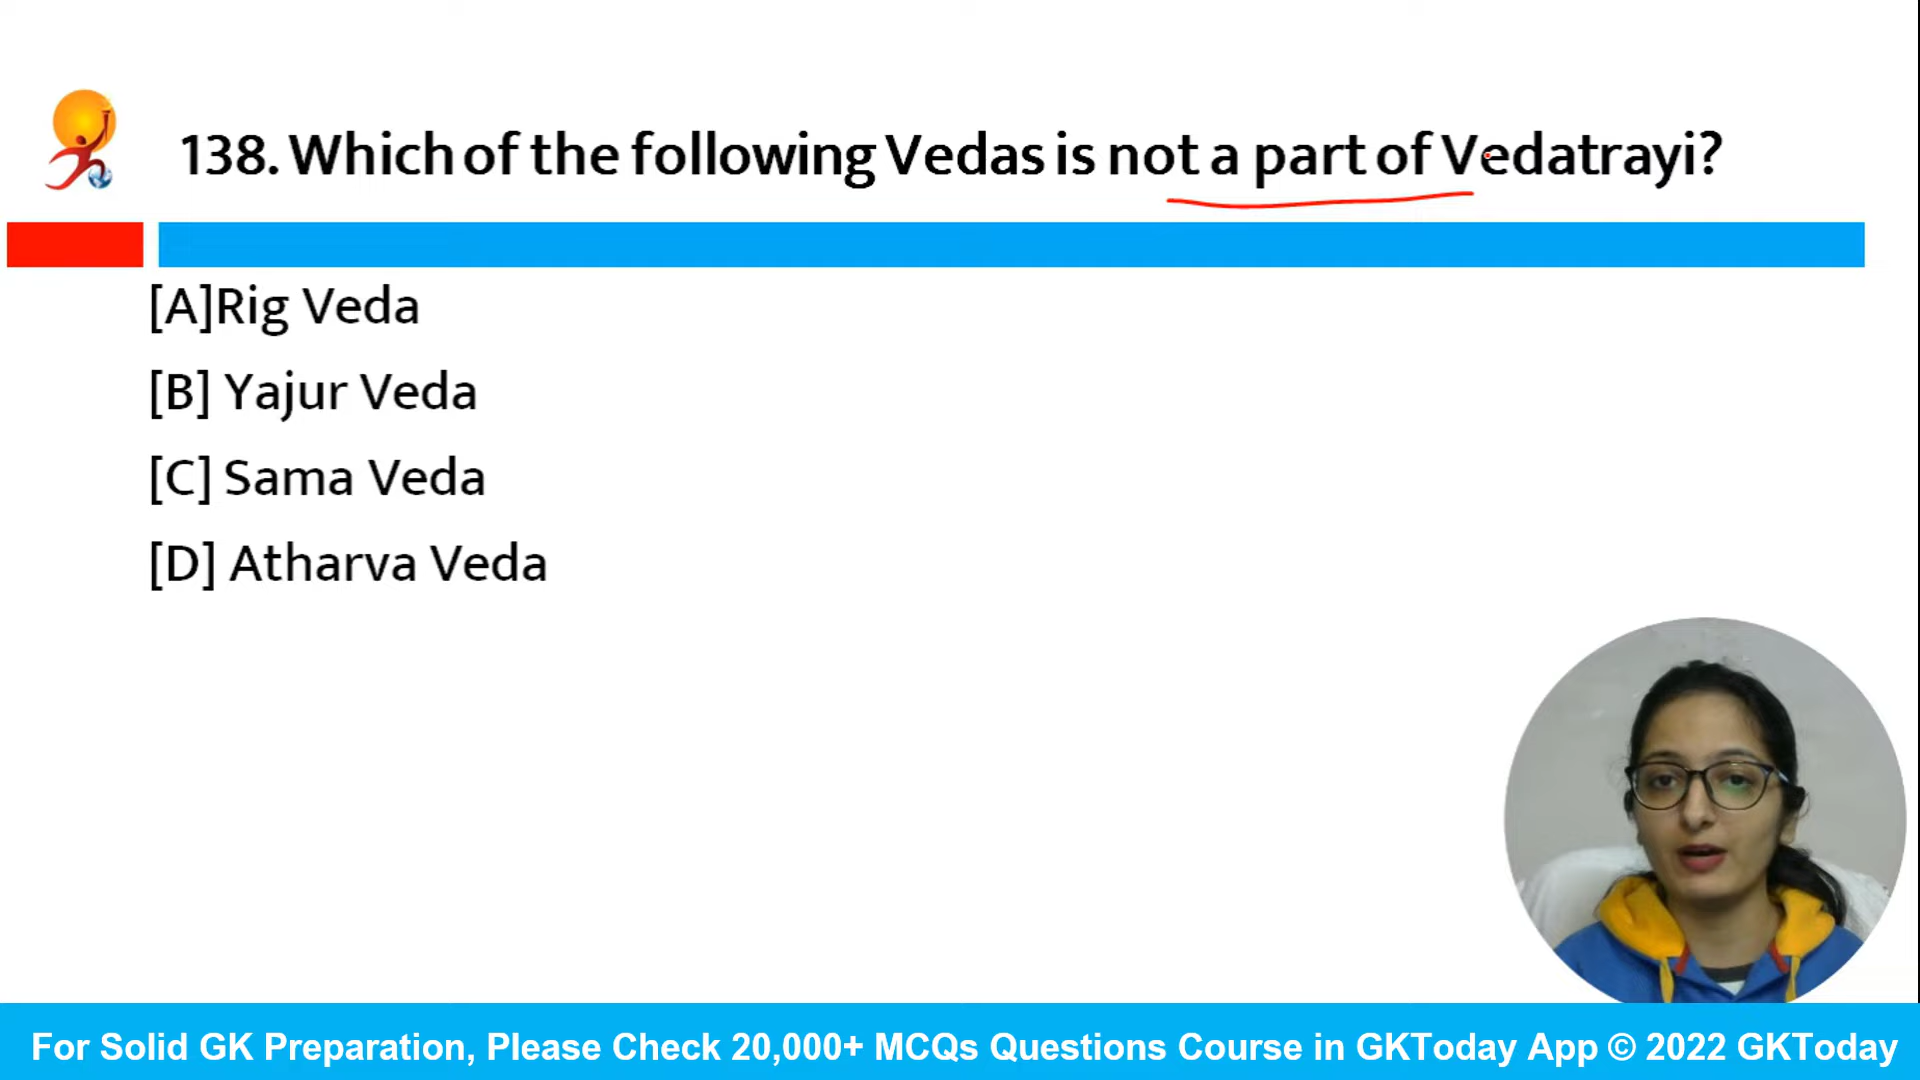 138. Which of the following Vedas is not a part of Vedatrayi?
[A]Rig Veda
[B] Yajur Veda
[C] Sama Veda
[D] Atharva Veda
For Solid GK Preparation, Please Check 20,000+ MCQs Questions Course in GKToday App © 2022 GKToday